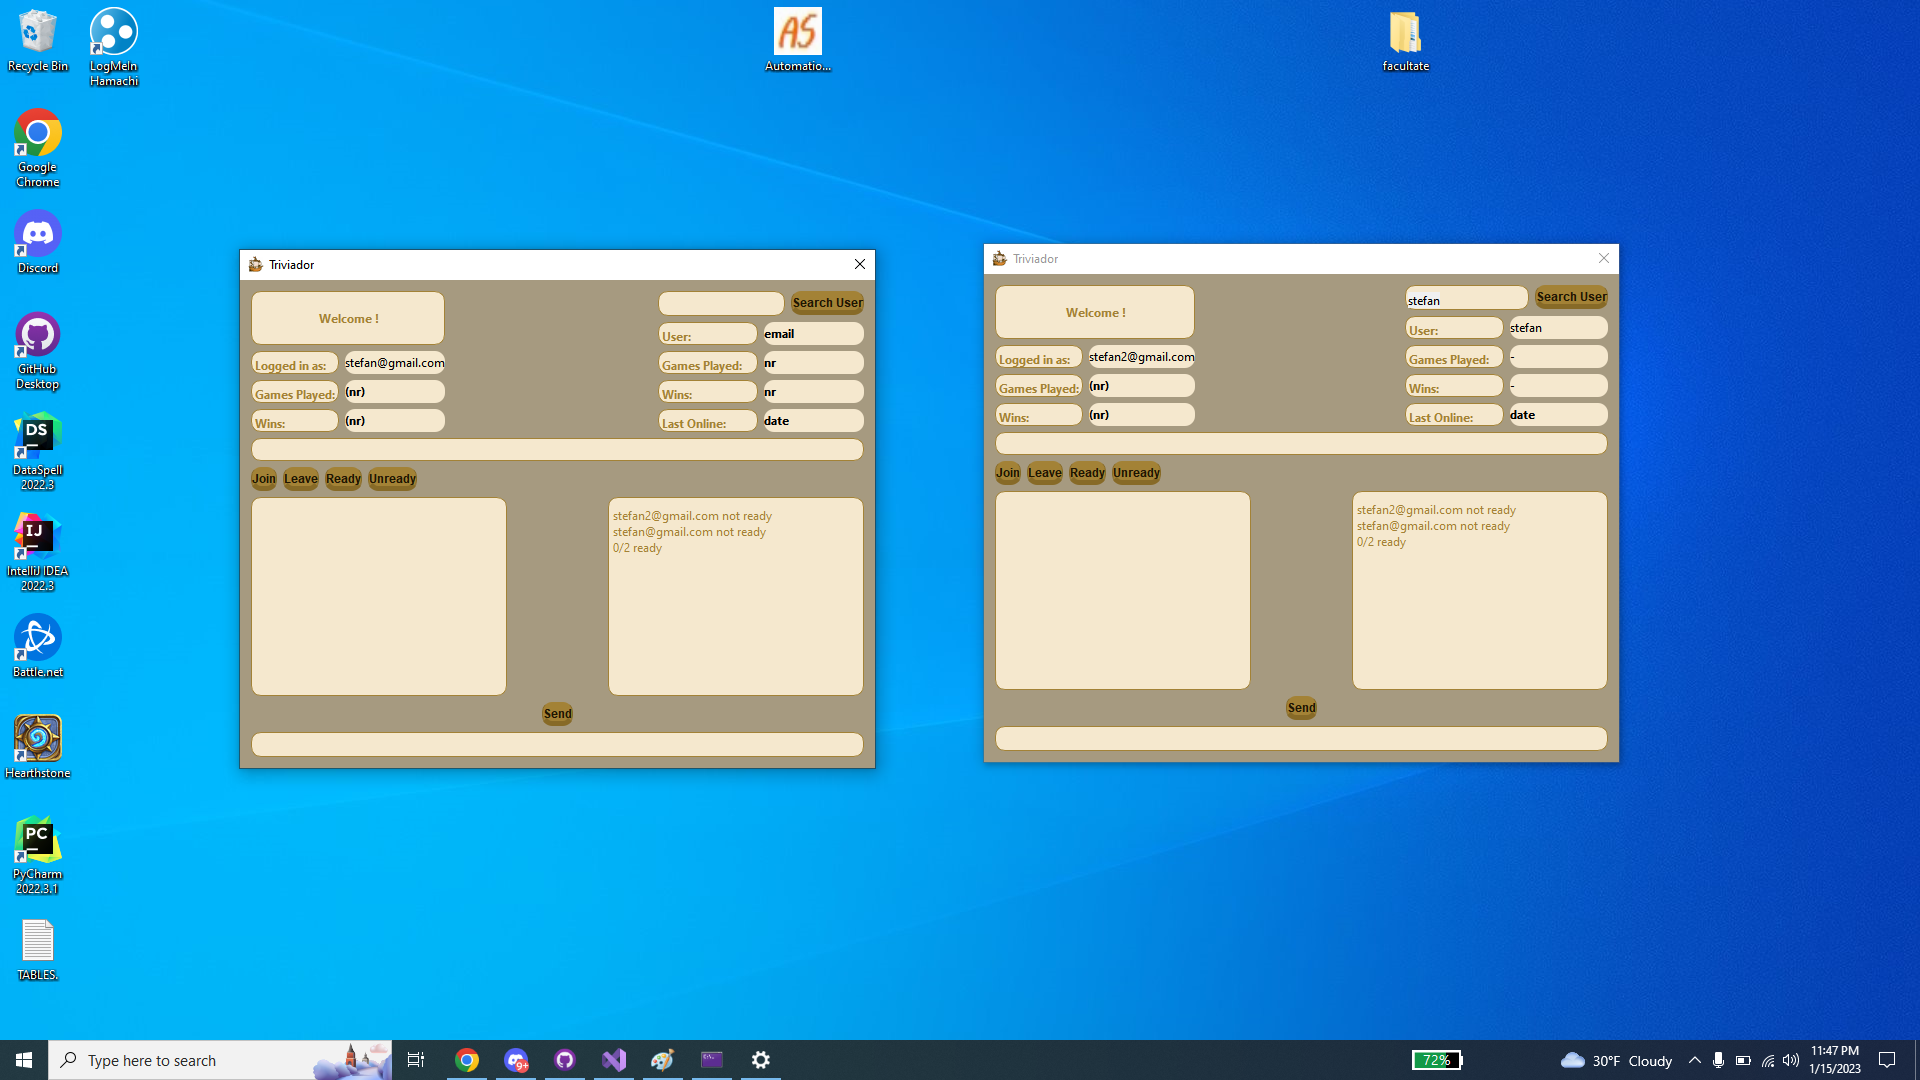 Recycle Bin
LogMeIn
Hamachi
AS
Automatio...
facultate
Google
Chrome
Discord
GitHub
Desktop
DS
DataSpell
2022.3
IJ
IntelliJ IDEA
2022.3
Battle.net
Hearthstone
PC
PyCharm
2022.3.1
TABLES.
Triviador
Welcome !
Search User
User:
email
Logged in as:
stefan@gmail.com
Games Played:
nr
Games Played:
(nr)
Wins:
nr
Wins:
(nr)
Last Online:
date
Join
Leave
Ready
Unready
stefan2@gmail.com not ready
stefan@gmail.com not ready
0/2 ready
Send
Triviador
Welcome !
stefan
Search User
User:
stefan
Logged in as:
stefan2@gmail.com
Games Played:
-
Games Played:
(nr)
Wins:
-
Wins:
(nr)
Last Online:
date
Join
Leave
Ready
Unready
stefan2@gmail.com not ready
stefan@gmail.com not ready
0/2 ready
Send
Type here to search
9+
72%
30°F Cloudy
11:47 PM
1/15/2023